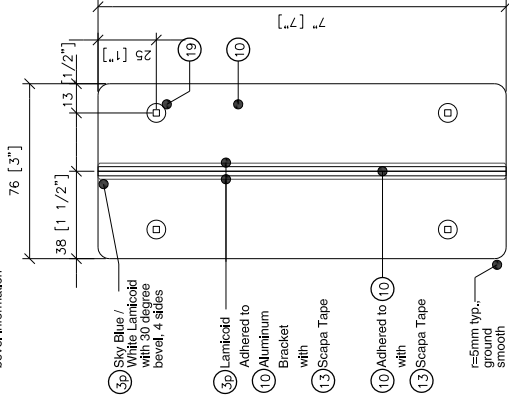 bevel information
7" [7"]
25 [1"]
13 [1/2"]
76 [3"]
38 [1 1/2"]
19
10
3p Sky Blue /
White Lamicoid
with 30 degree
bevel, 4 sides
3p Lamicoid
Adhered to
10 Aluminum
Bracket
with
13 Scapa Tape
10 Adhered to 10
with
13 Scapa Tape
r=5mm typ.,
ground
smooth